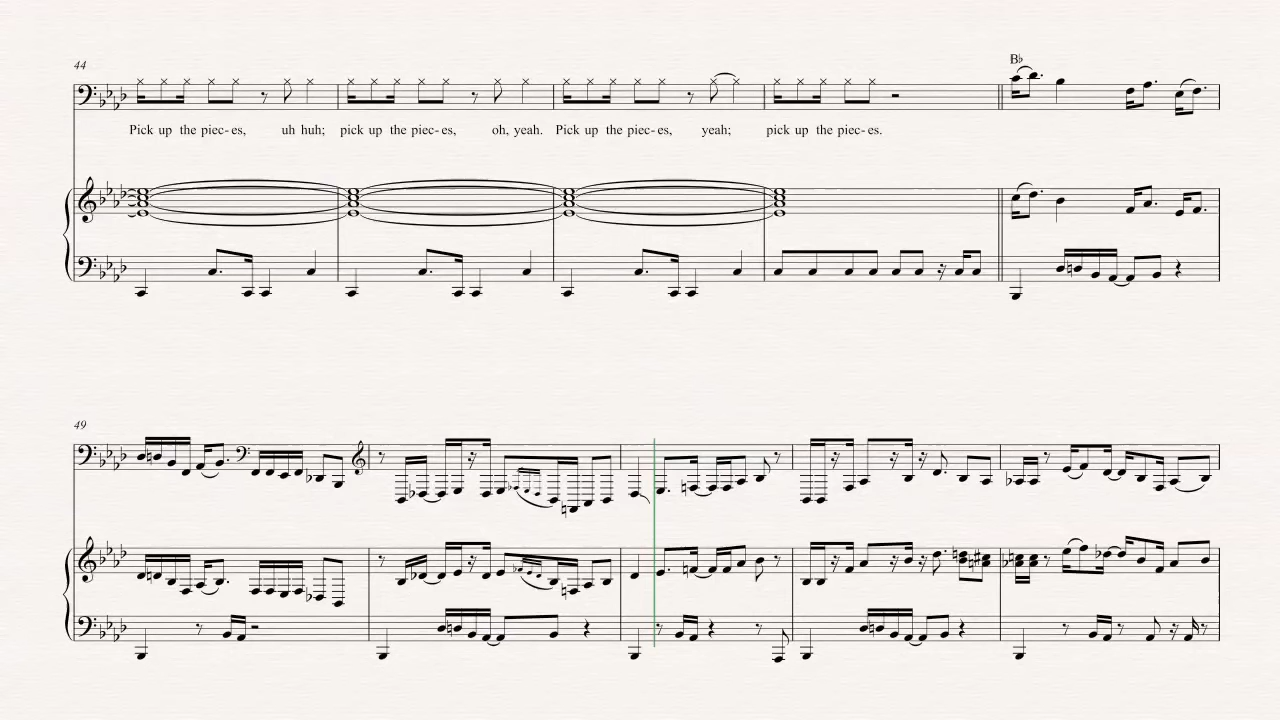 44
B♭
Pick up the piec- es, uh huh; pick up the piec- es, oh, yeah. Pick up the piec- es, yeah; pick up the piec- es.
49